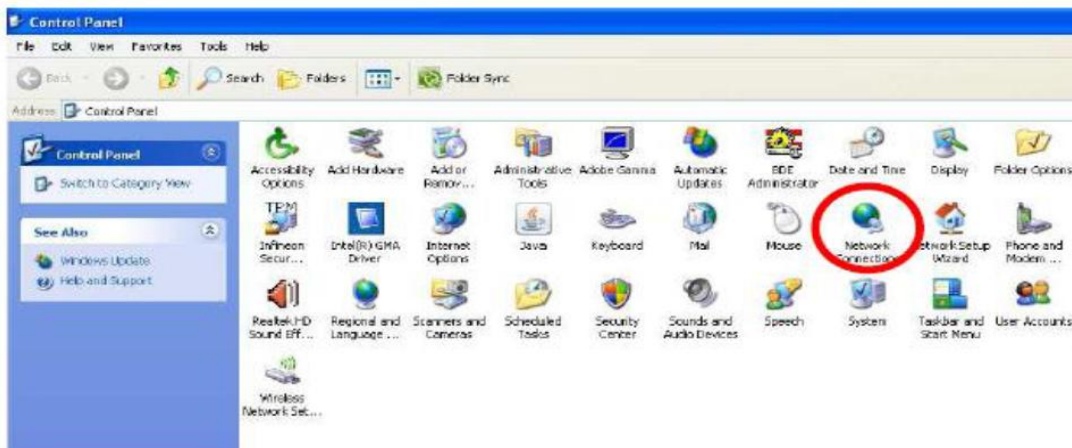 Control Panel
File Edit View Favorites Tools Help
Back Search Folders Folder Sync
Address Control Panel
Control Panel
Switch to Category View
See Also
Windows Update
Help and Support
Accessibility Options
Add Hardware
Add or Remov...
Administrative Tools
Adobe Gamma
Automatic Updates
BDE Administrator
Date and Time
Display
Folder Options
TPM
Infineon Secur...
Intel(R) GMA Driver
Internet Options
Java
Keyboard
Mail
Mouse
Network Connections
Network Setup Wizard
Phone and Modem ...
Realtek HD Sound Eff...
Regional and Language ...
Scanners and Cameras
Scheduled Tasks
Security Center
Sounds and Audio Devices
Speech
System
Taskbar and Start Menu
User Accounts
Wireless Network Set...